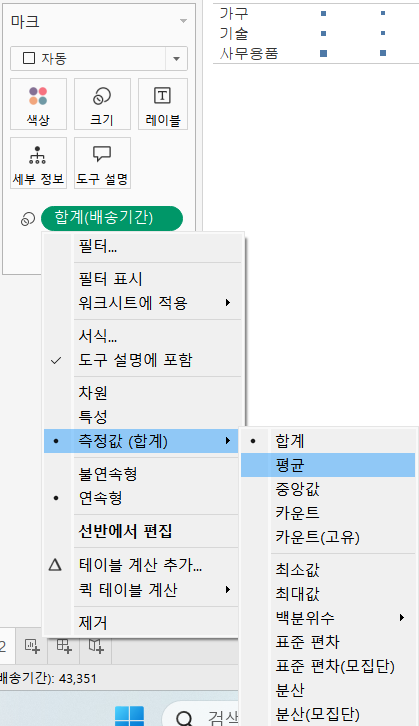 마크
자동
색상
크기
레이블
세부 정보
도구 설명
합계(배송기간)
가구
기술
사무용품
필터...
필터 표시
워크시트에 적용
서식...
도구 설명에 포함
차원
특성
측정값 (합계)
불연속형
연속형
선반에서 편집
테이블 계산 추가...
퀵 테이블 계산
제거
합계
평균
중앙값
카운트
카운트(고유)
최소값
최대값
백분위수
표준 편차
표준 편차(모집단)
분산
분산(모집단)
2
배송기간): 43,351
검색